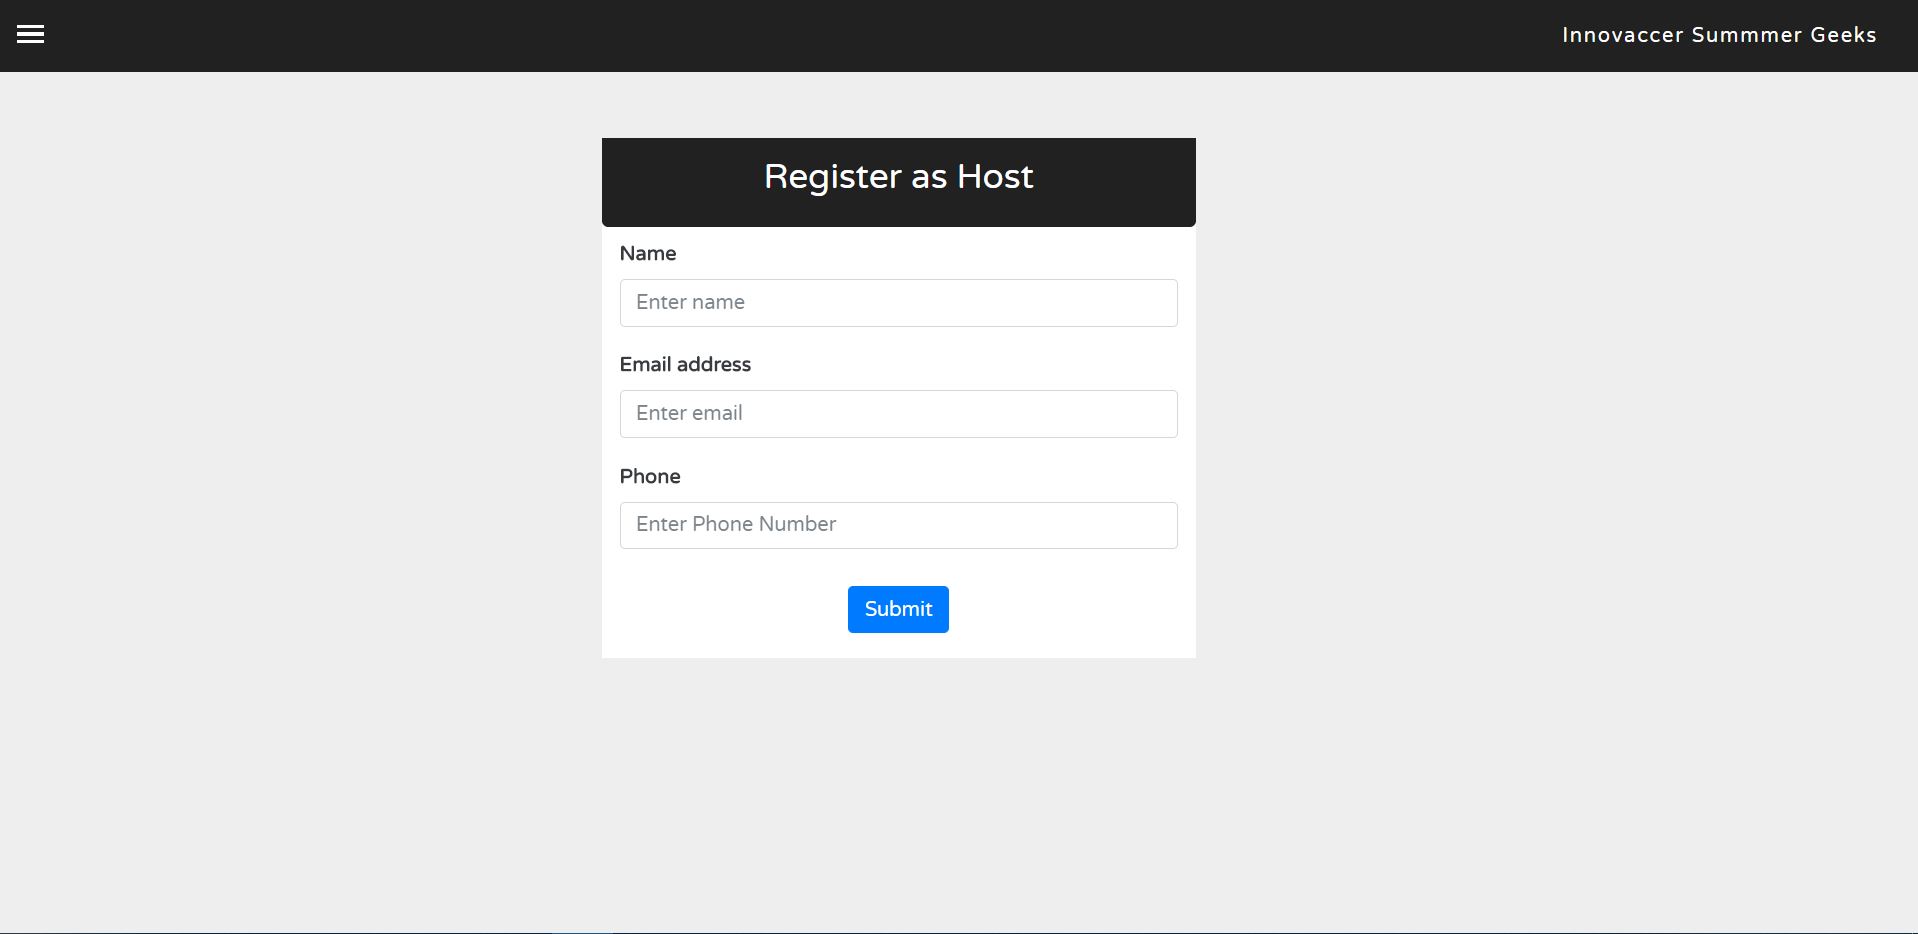 Innovaccer Summmer Geeks
Register as Host
Name
Enter name
Email address
Enter email
Phone
Enter Phone Number
Submit